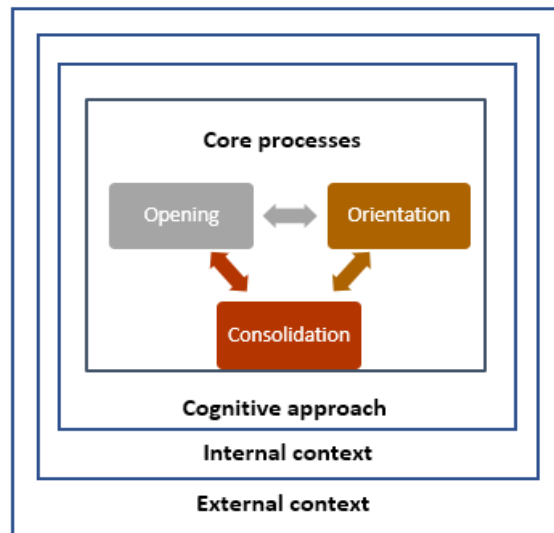 Core processes
Opening
Orientation
Consolidation
Cognitive approach
Internal context
External context